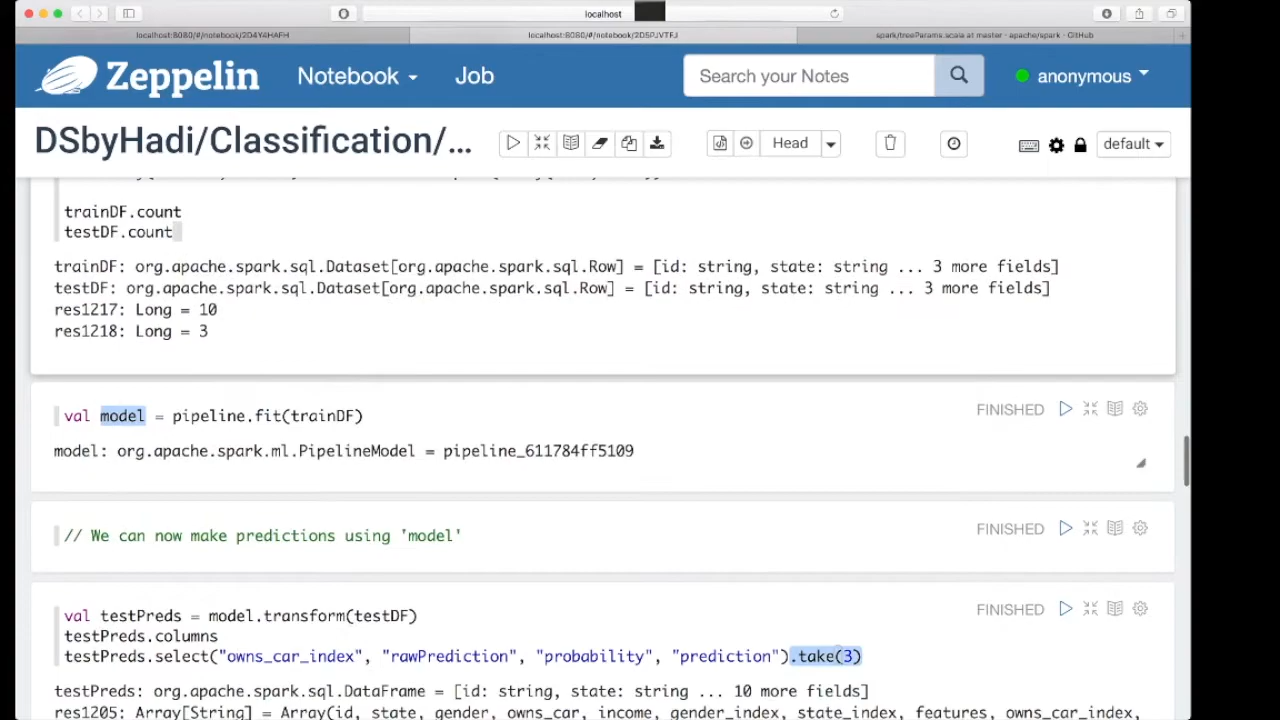 localhost
localhost:8080/#/notebook/2D4Y4HAFH
localhost:8080/#/notebook/2D5PJVTFJ
spark/treeParams.scala at master · apache/spark · GitHub
Zeppelin
Notebook
Job
Search your Notes
anonymous
DSbyHadi/Classification/...
Head
default
trainDF.count
testDF.count
trainDF: org.apache.spark.sql.Dataset[org.apache.spark.sql.Row] = [id: string, state: string ... 3 more fields]
testDF: org.apache.spark.sql.Dataset[org.apache.spark.sql.Row] = [id: string, state: string ... 3 more fields]
res1217: Long = 10
res1218: Long = 3
val model = pipeline.fit(trainDF)
FINISHED
model: org.apache.spark.ml.PipelineModel = pipeline_611784ff5109
// We can now make predictions using 'model'
FINISHED
val testPreds = model.transform(testDF)
FINISHED
testPreds.columns
testPreds.select("owns_car_index", "rawPrediction", "probability", "prediction").take(3)
testPreds: org.apache.spark.sql.DataFrame = [id: string, state: string ... 10 more fields]
res1205: Array[String] = Array(id, state, gender, owns_car, income, gender_index, state_index, features, owns_car_index,